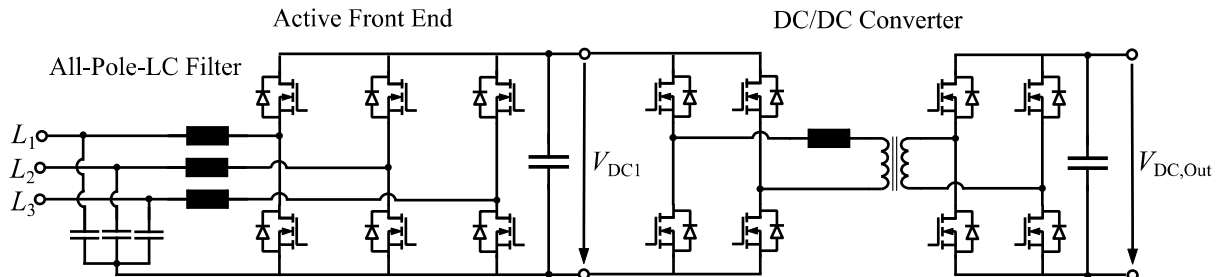 Active Front End
DC/DC Converter
All-Pole-LC Filter
L1
L2
L3
VDC1
VDC,Out